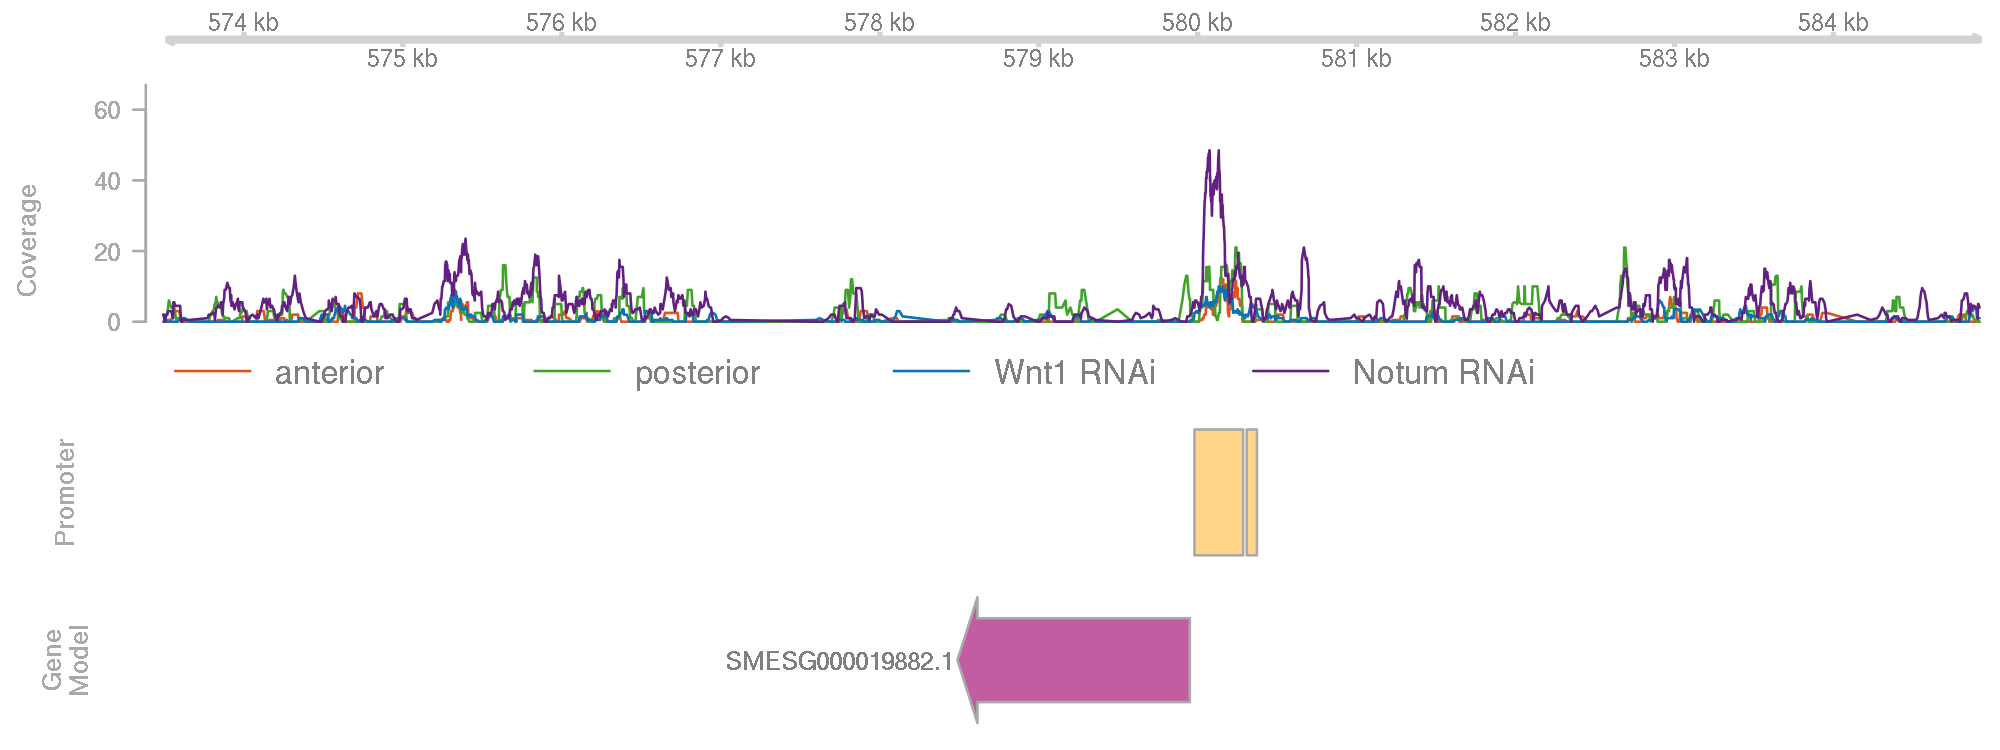 574 kb 576 kb 578 kb 580 kb 582 kb 584 kb
575 kb 577 kb 579 kb 581 kb 583 kb
Coverage
60
40
20
0
anterior posterior Wnt1 RNAi Notum RNAi
Promoter
Gene
Model
SMESG000019882.1